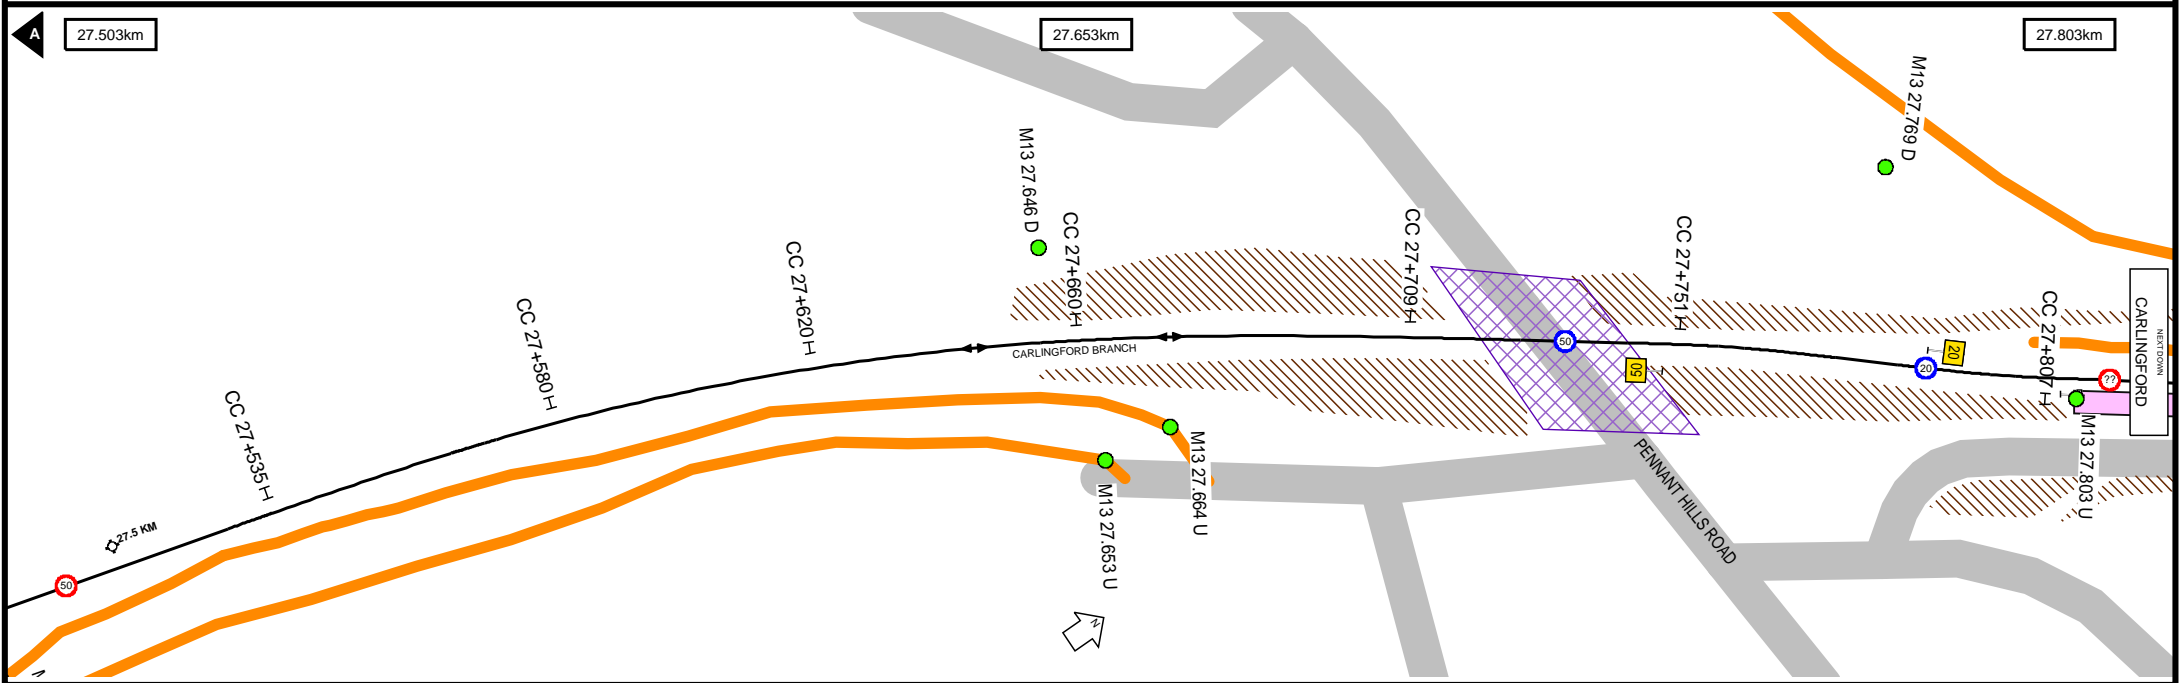 A
27.503km
27.653km
27.803km
M13 27.769 D
M13 27.646 D
CC 27+660
CC 27+709
CC 27+751
CC 27+620
CC 27+580
CC 27+535
CC 27+807
CARLINGFORD
NEXT DOWN
CARLINGFORD BRANCH
50
20
50
20
??
27.5 KM
50
M13 27.664 U
M13 27.653 U
M13 27.803 U
PENNANT HILLS ROAD
N